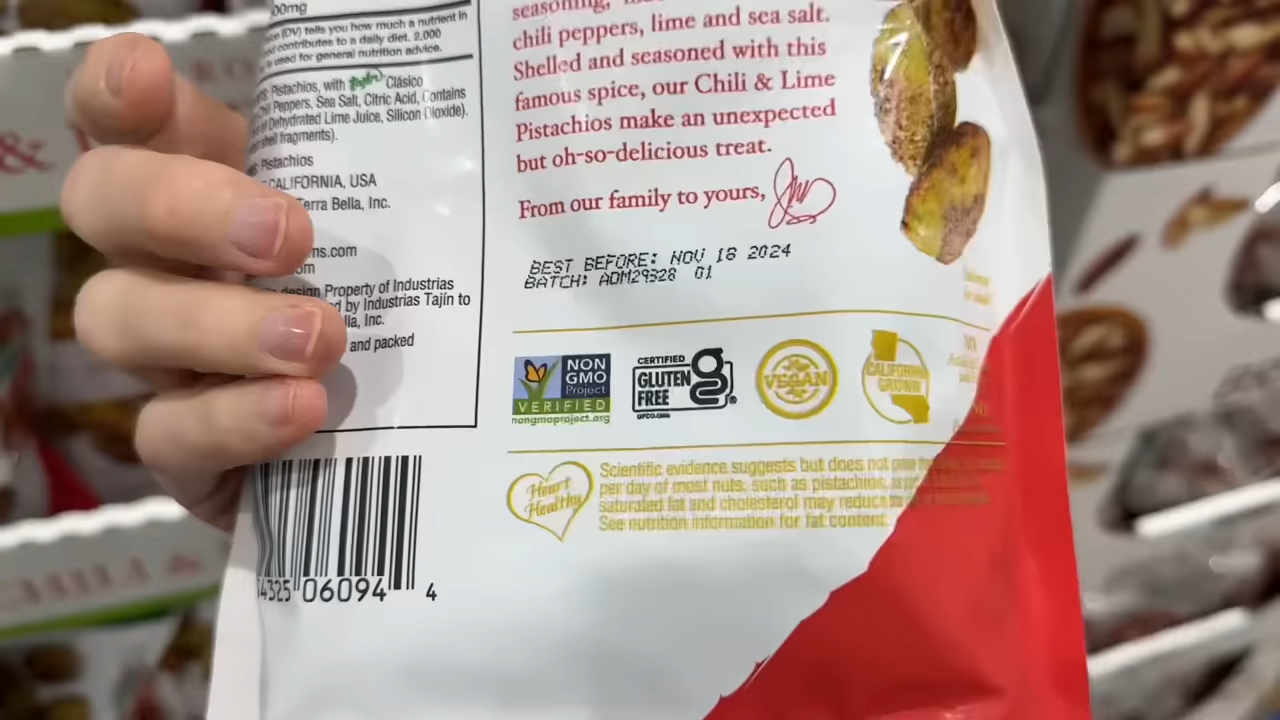 00mg
(DV) tells you how much a nutrient in
contributes to a daily diet. 2,000
used for general nutrition advice.
Pistachios, with Tajín Clásico
Peppers, Sea Salt, Citric Acid, Contains
Dehydrated Lime Juice, Silicon Dioxide).
shell fragments).
Pistachios
CALIFORNIA, USA
Terra Bella, Inc.
ms.com
om
design Property of Industrias
d by Industrias Tajín to
lla, Inc.
and packed
4325 06094 4
seasoning,
chili peppers, lime and sea salt.
Shelled and seasoned with this
famous spice, our Chili & Lime
Pistachios make an unexpected
but oh-so-delicious treat.
From our family to yours,
BEST BEFORE: NOV 18 2024
BATCH: AOM29328 01
NON
GMO
Project
VERIFIED
nongmoproject.org
CERTIFIED
GLUTEN
FREE
GFCO.ORG
VEGAN
CALIFORNIA
GROWN
Heart
Healthy
Scientific evidence suggests but does not prove
per day of most nuts, such as pistachios,
saturated fat and cholesterol may reduce
See nutrition information for fat content.
&
CHILI &